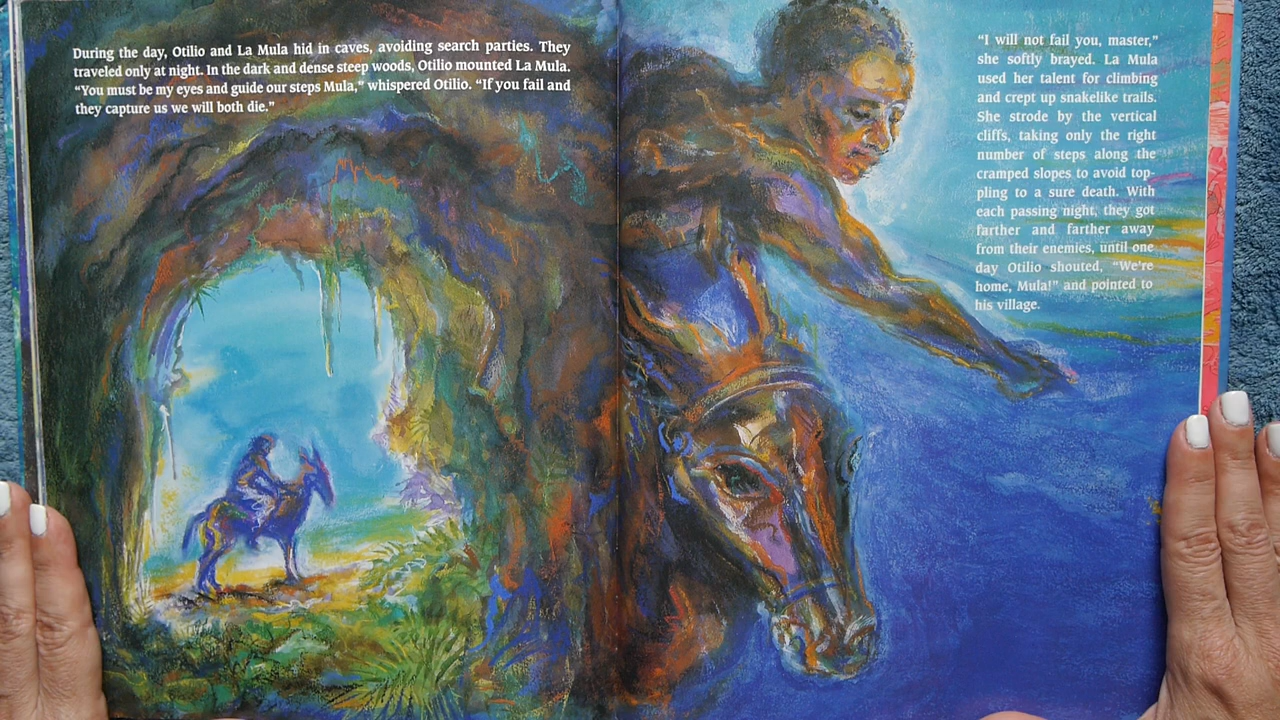 During the day, Otilio and La Mula hid in caves, avoiding search parties. They
traveled only at night. In the dark and dense steep woods, Otilio mounted La Mula.
“You must be my eyes and guide our steps Mula,” whispered Otilio. “If you fail and
they capture us we will both die.”
“I will not fail you, master,”
she softly brayed. La Mula
used her talent for climbing
and crept up snakelike trails.
She strode by the vertical
cliffs, taking only the right
number of steps along the
cramped slopes to avoid top-
pling to a sure death. With
each passing night, they got
farther and farther away
from their enemies, until one
day Otilio shouted, “We're
home, Mula!” and pointed to
his village.